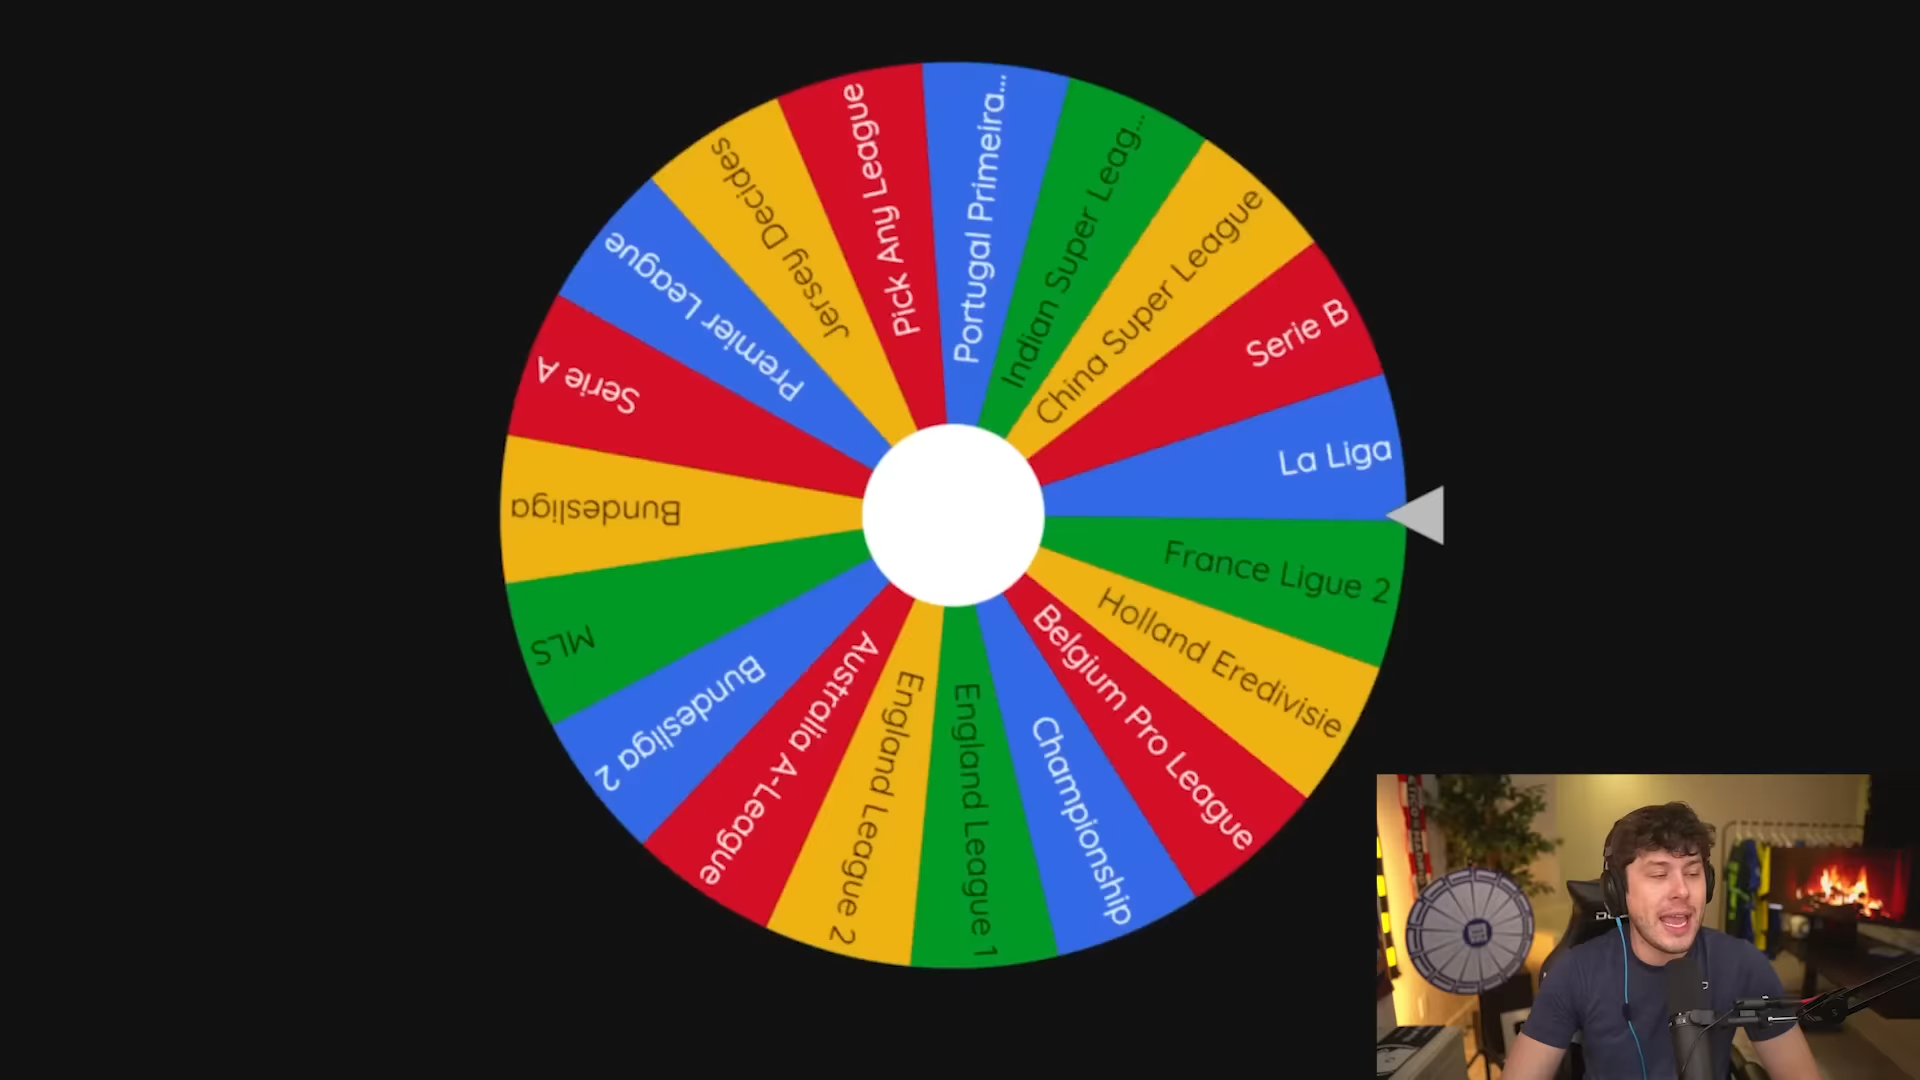 Portugal Primeira...
Indian Super Leag...
China Super League
Serie B
La Liga
France Ligue 2
Holland Eredivisie
Belgium Pro League
Championship
England League 1
England League 2
Australia A-League
Bundesliga 2
MLS
Bundesliga
Serie A
Premier League
Jersey Decides
Pick Any League